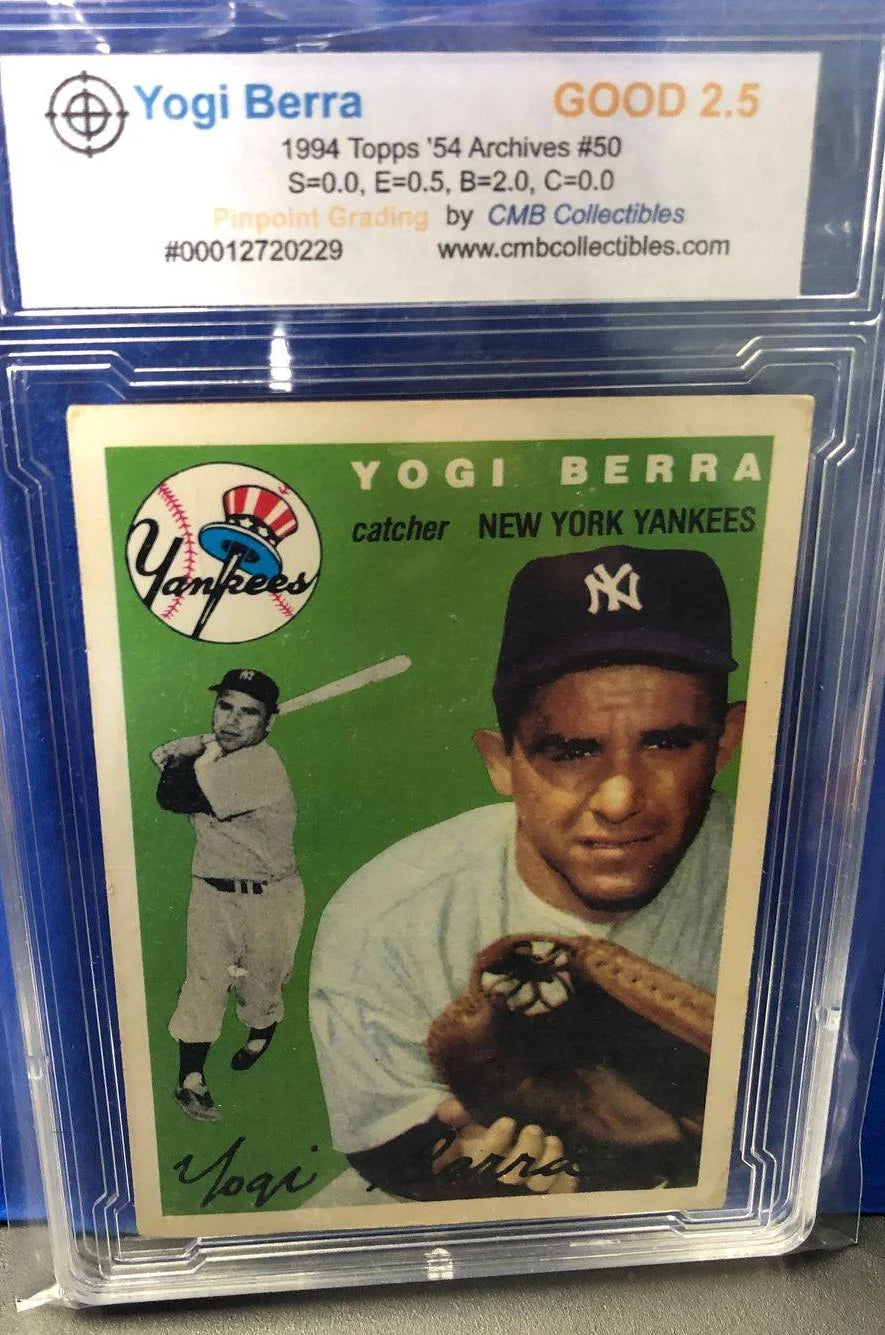 Yogi Berra GOOD 2.5
1994 Topps '54 Archives #50
S=0.0, E=0.5, B=2.0, C=0.0
Pinpoint Grading by CMB Collectibles
#00012720229 www.cmbcollectibles.com
YOGI BERRA
catcher NEW YORK YANKEES
Yankees
NY
NY
Yogi Berra